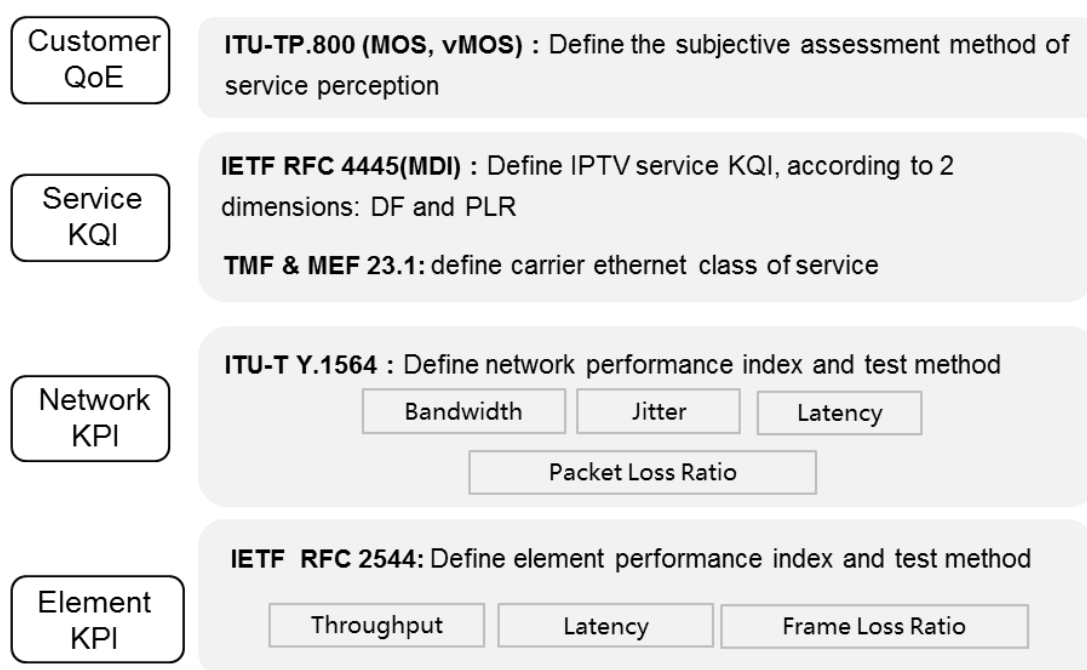 Customer
QoE
ITU-TP.800 (MOS, vMOS) : Define the subjective assessment method of
service perception
Service
KQI
IETF RFC 4445(MDI) : Define IPTV service KQI, according to 2
dimensions: DF and PLR
TMF & MEF 23.1: define carrier ethernet class of service
Network
KPI
ITU-T Y.1564 : Define network performance index and test method
Bandwidth Jitter Latency
Packet Loss Ratio
Element
KPI
IETF RFC 2544: Define element performance index and test method
Throughput Latency Frame Loss Ratio